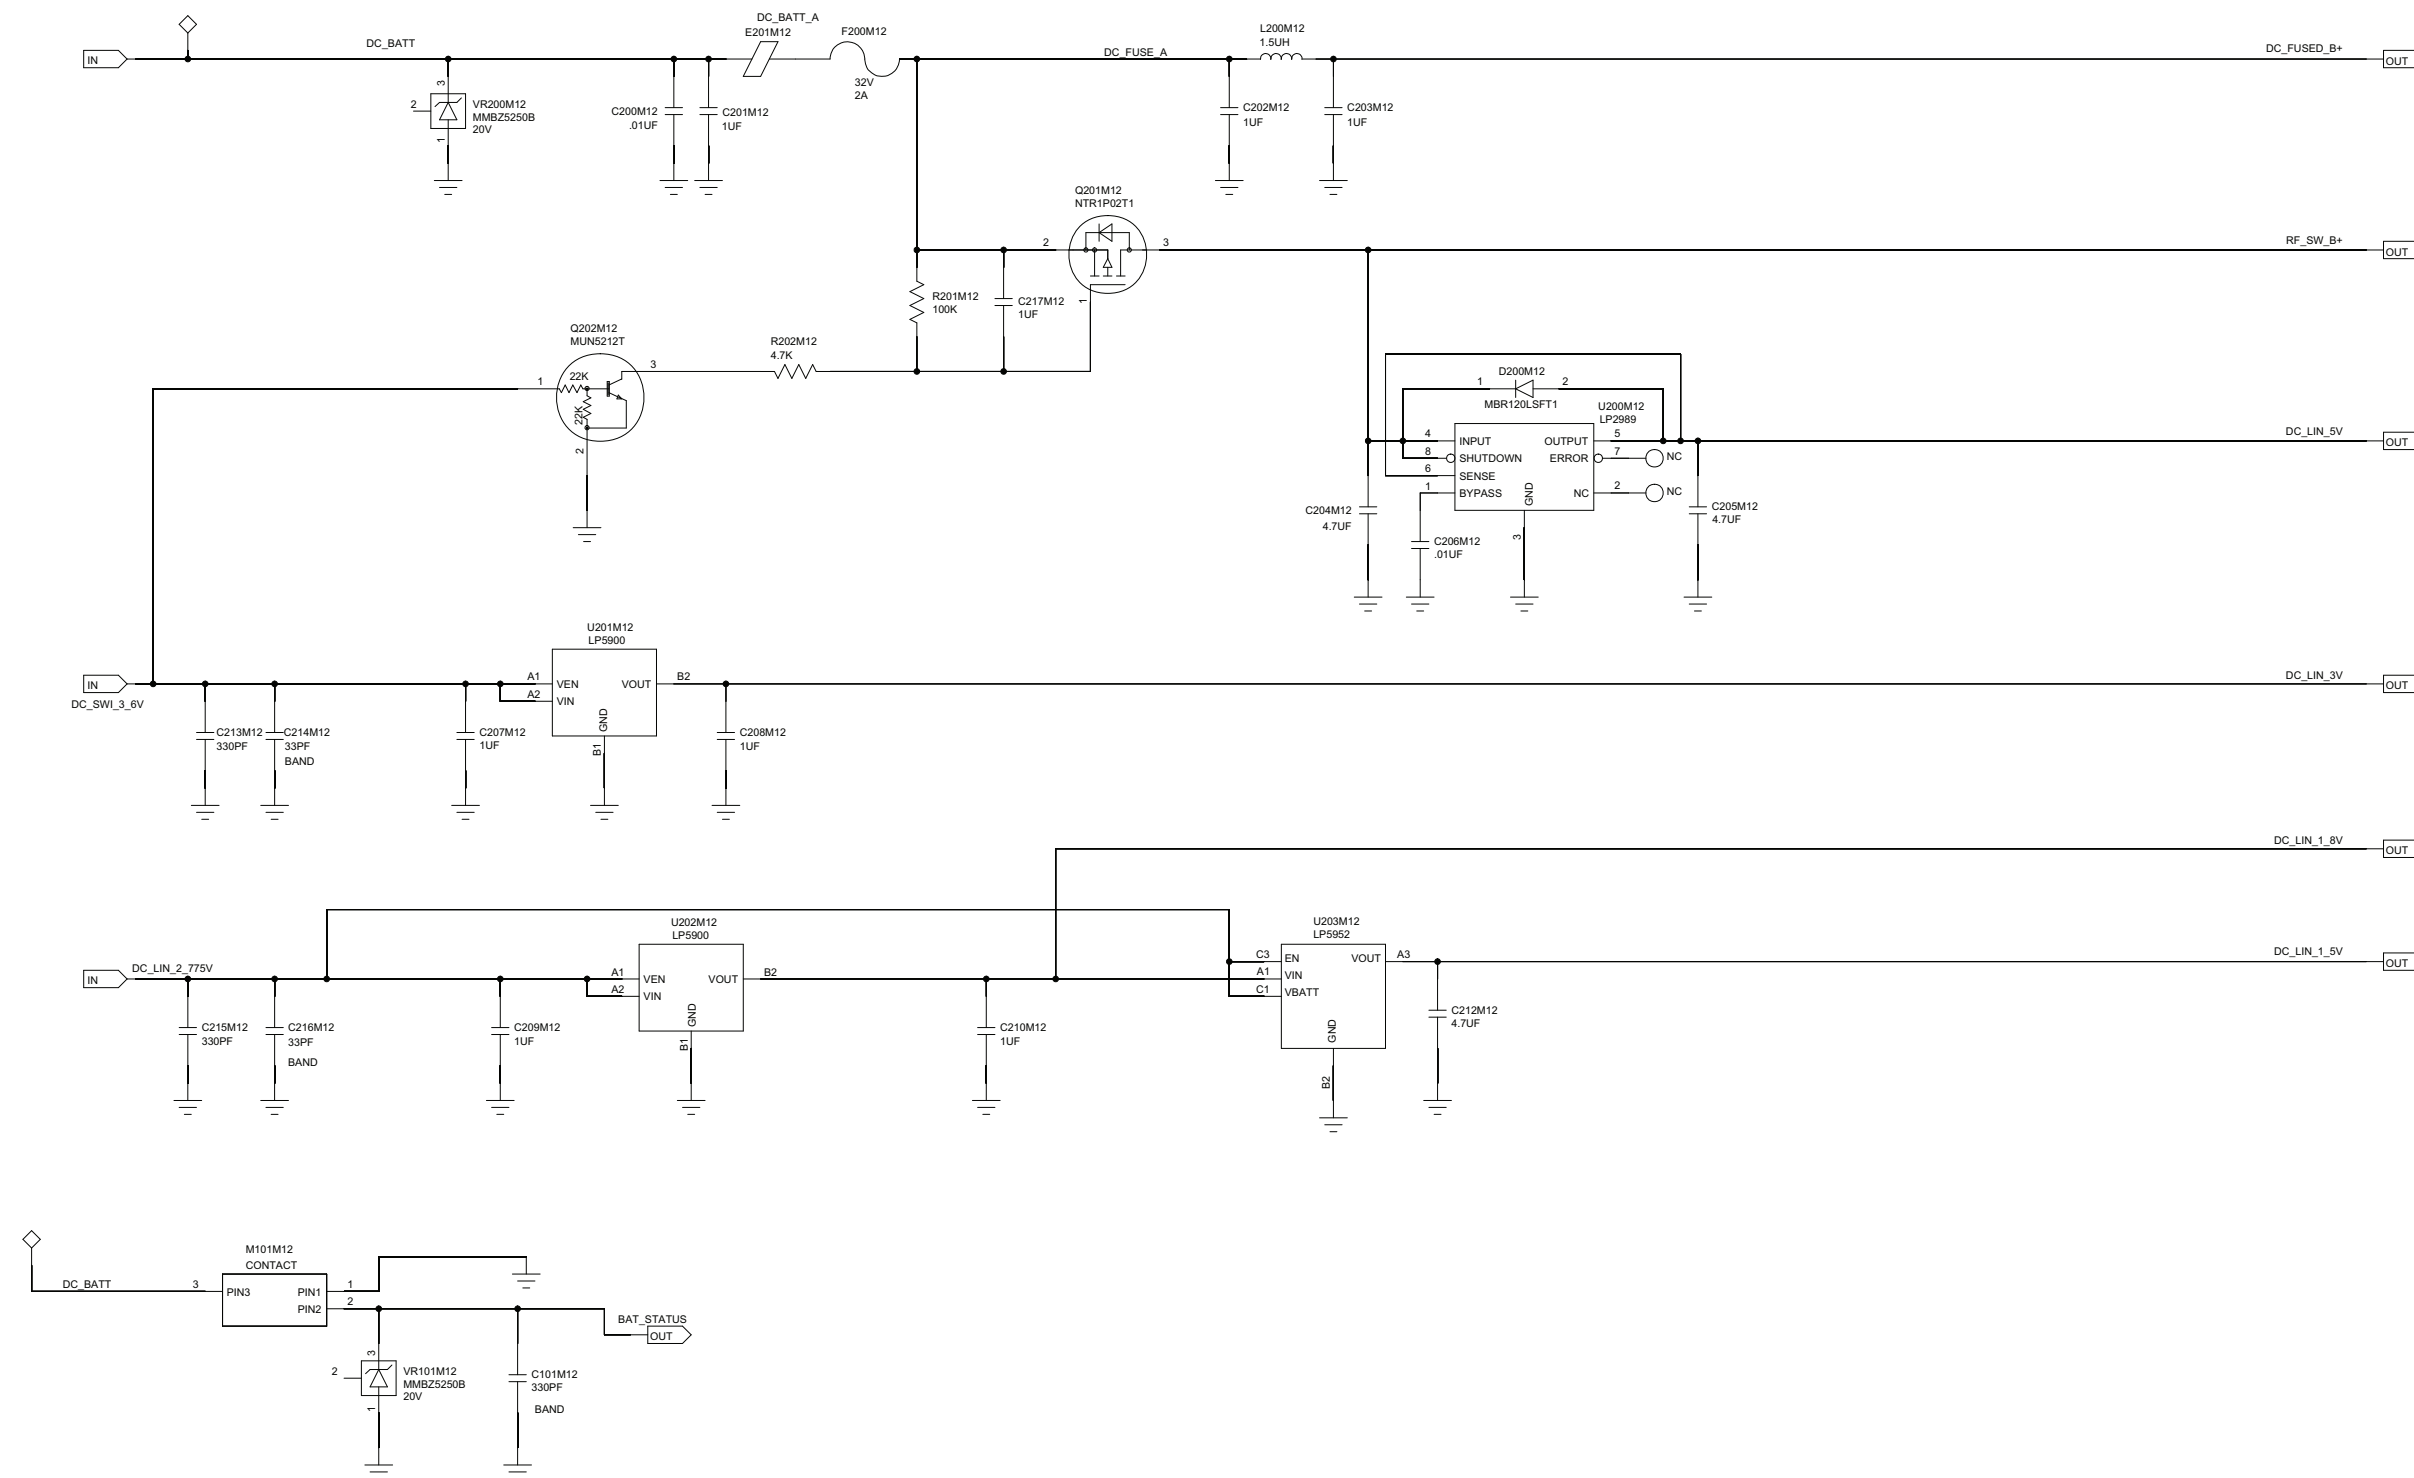 DC_BATT_A
E201M12
F200M12
L200M12
1.5UH
IN
DC_BATT
DC_FUSE_A
DC_FUSED_B+
OUT
32V
2A
3
2
1
VR200M12
MMBZ5250B
20V
C200M12
.01UF
C201M12
1UF
C202M12
1UF
C203M12
1UF
Q201M12
NTR1P02T1
2
3
1
RF_SW_B+
OUT
R201M12
100K
C217M12
1UF
Q202M12
MUN5212T
1
22K
22K
3
2
R202M12
4.7K
D200M12
1
2
MBR120LSFT1
U200M12
LP2989
4
INPUT
OUTPUT
5
8
SHUTDOWN
ERROR
7
NC
6
SENSE
1
BYPASS
GND
NC
2
NC
3
DC_LIN_5V
OUT
C204M12
4.7UF
C206M12
.01UF
C205M12
4.7UF
U201M12
LP5900
IN
DC_SWI_3_6V
A1
VEN
VOUT
B2
A2
VIN
GND
B1
DC_LIN_3V
OUT
C213M12
330PF
C214M12
33PF
BAND
C207M12
1UF
C208M12
1UF
DC_LIN_1_8V
OUT
IN
DC_LIN_2_775V
U202M12
LP5900
A1
VEN
VOUT
B2
A2
VIN
GND
B1
U203M12
LP5952
C3
EN
VOUT
A3
A1
VIN
C1
VBATT
GND
B2
DC_LIN_1_5V
OUT
C215M12
330PF
C216M12
33PF
BAND
C209M12
1UF
C210M12
1UF
C212M12
4.7UF
M101M12
CONTACT
DC_BATT
3
PIN3
PIN1
1
PIN2
2
BAT_STATUS
OUT
3
2
1
VR101M12
MMBZ5250B
20V
C101M12
330PF
BAND